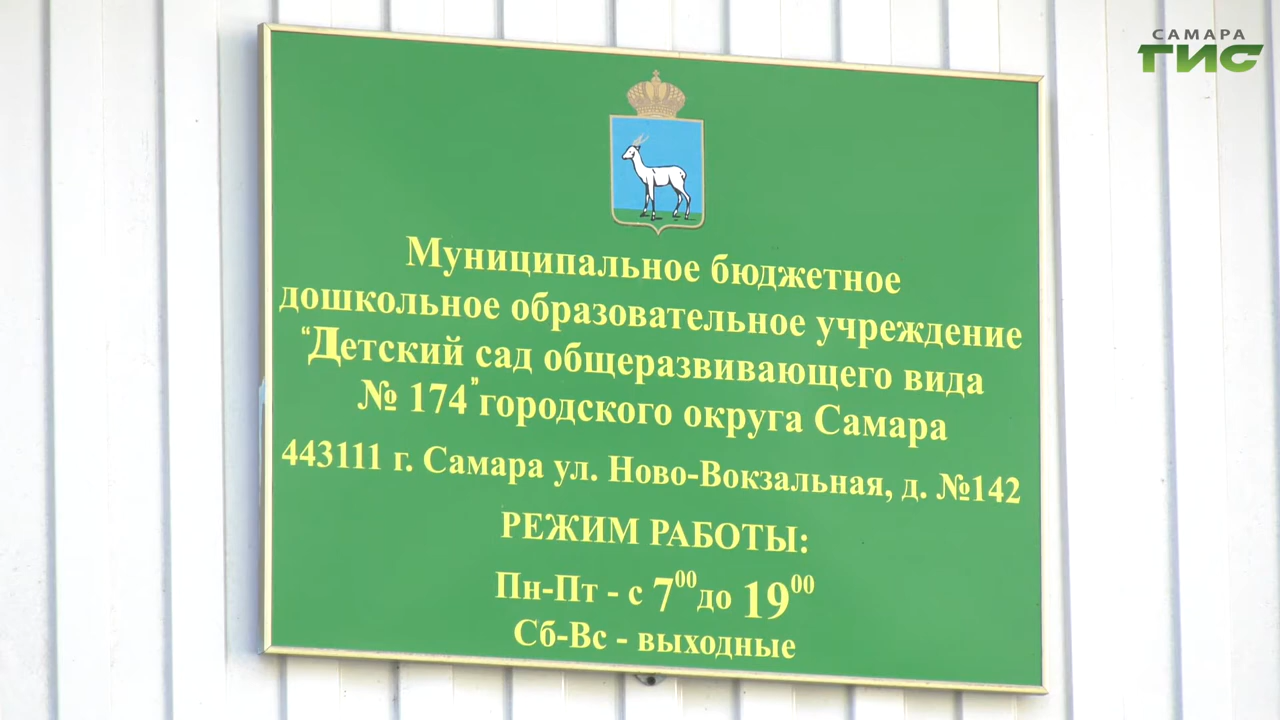 САМАРА
ГИС
Муниципальное бюджетное
дошкольное образовательное учреждение
“Детский сад общеразвивающего вида
№ 174” городского округа Самара
443111 г. Самара ул. Ново-Вокзальная, д. №142
РЕЖИМ РАБОТЫ:
Пн-Пт - с 7⁰⁰ до 19⁰⁰
Сб-Вс - выходные